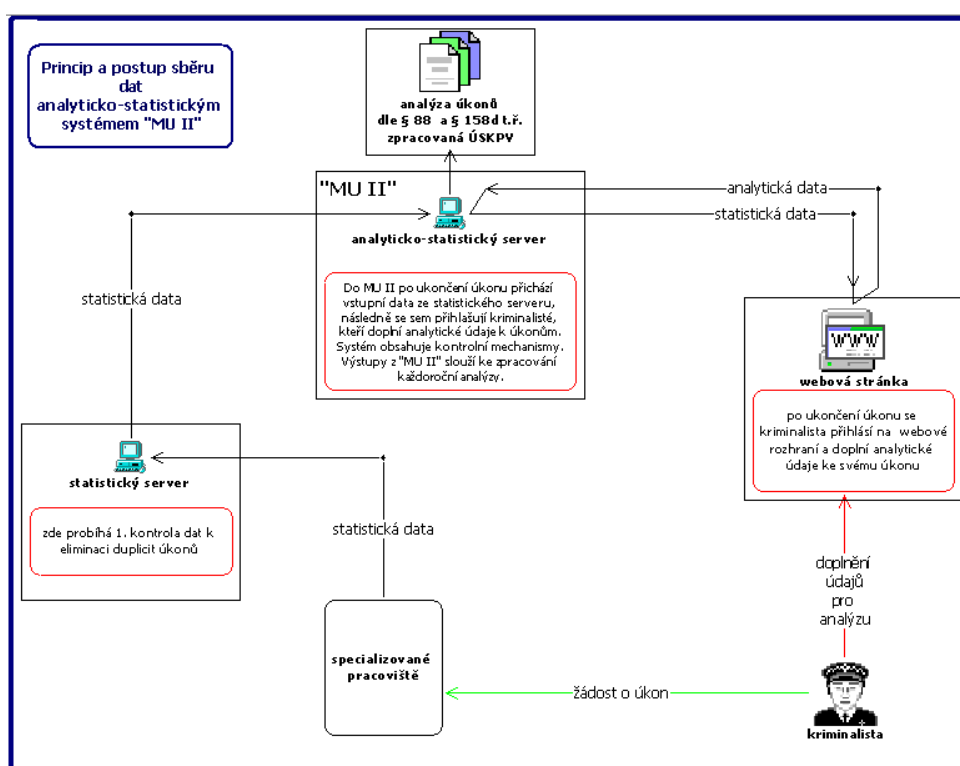 Princip a postup sběru
dat
analyticko-statistickým
systémem "MU II"
analýza úkonů
dle § 88 a § 158d t.ř.
zpracovaná ÚSKPV
"MU II"
analyticko-statistický server
Do MU II po ukončení úkonu přichází
vstupní data ze statistického serveru,
následně se sem přihlašují kriminalisté,
kteří doplní analytické údaje k úkonům.
Systém obsahuje kontrolní mechanismy.
Výstupy z "MU II" slouží ke zpracování
každoroční analýzy.
analytická data
statistická data
statistická data
WWW
webová stránka
po ukončení úkonu se
kriminalista přihlásí na webové
rozhraní a doplní analytické
údaje ke svému úkonu
statistický server
zde probíhá 1. kontrola dat k
eliminaci duplicit úkonů
statistická data
doplnění
údajů
pro
analýzu
specializované
pracoviště
žádost o úkon
kriminalista